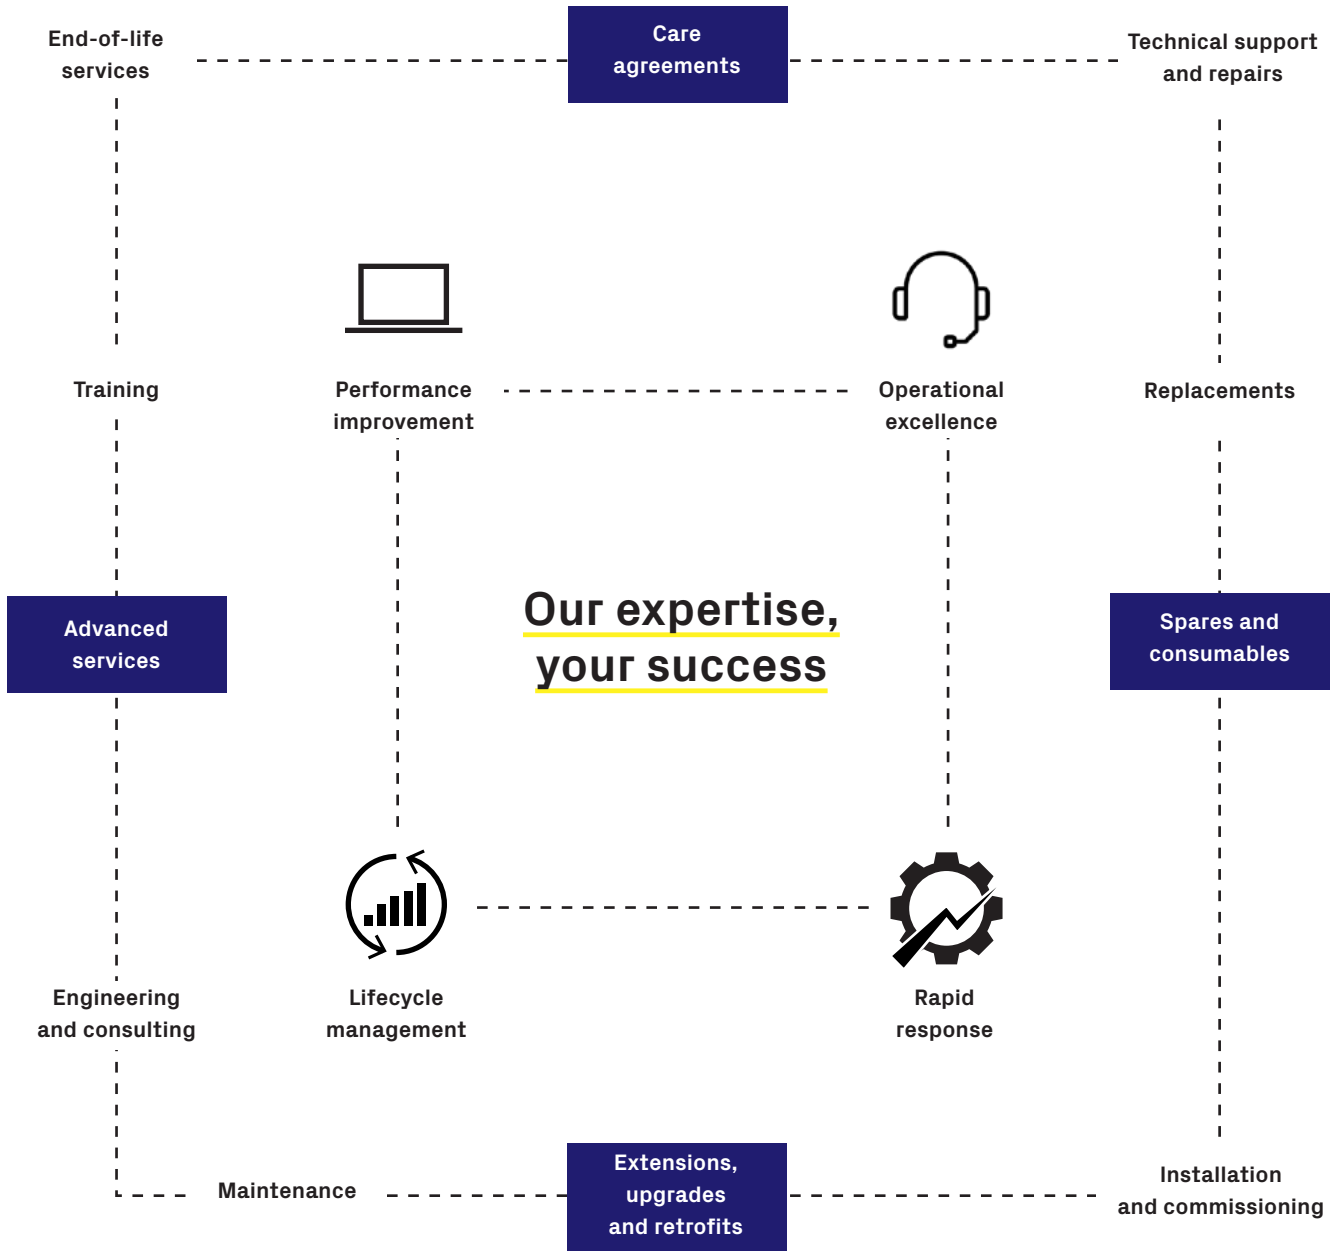 End-of-life
services
Care
agreements
Technical support
and repairs
Training
Performance
improvement
Operational
excellence
Replacements
Advanced
services
Our expertise,
your success
Spares and
consumables
Engineering
and consulting
Lifecycle
management
Rapid
response
Maintenance
Extensions,
upgrades
and retrofits
Installation
and commissioning